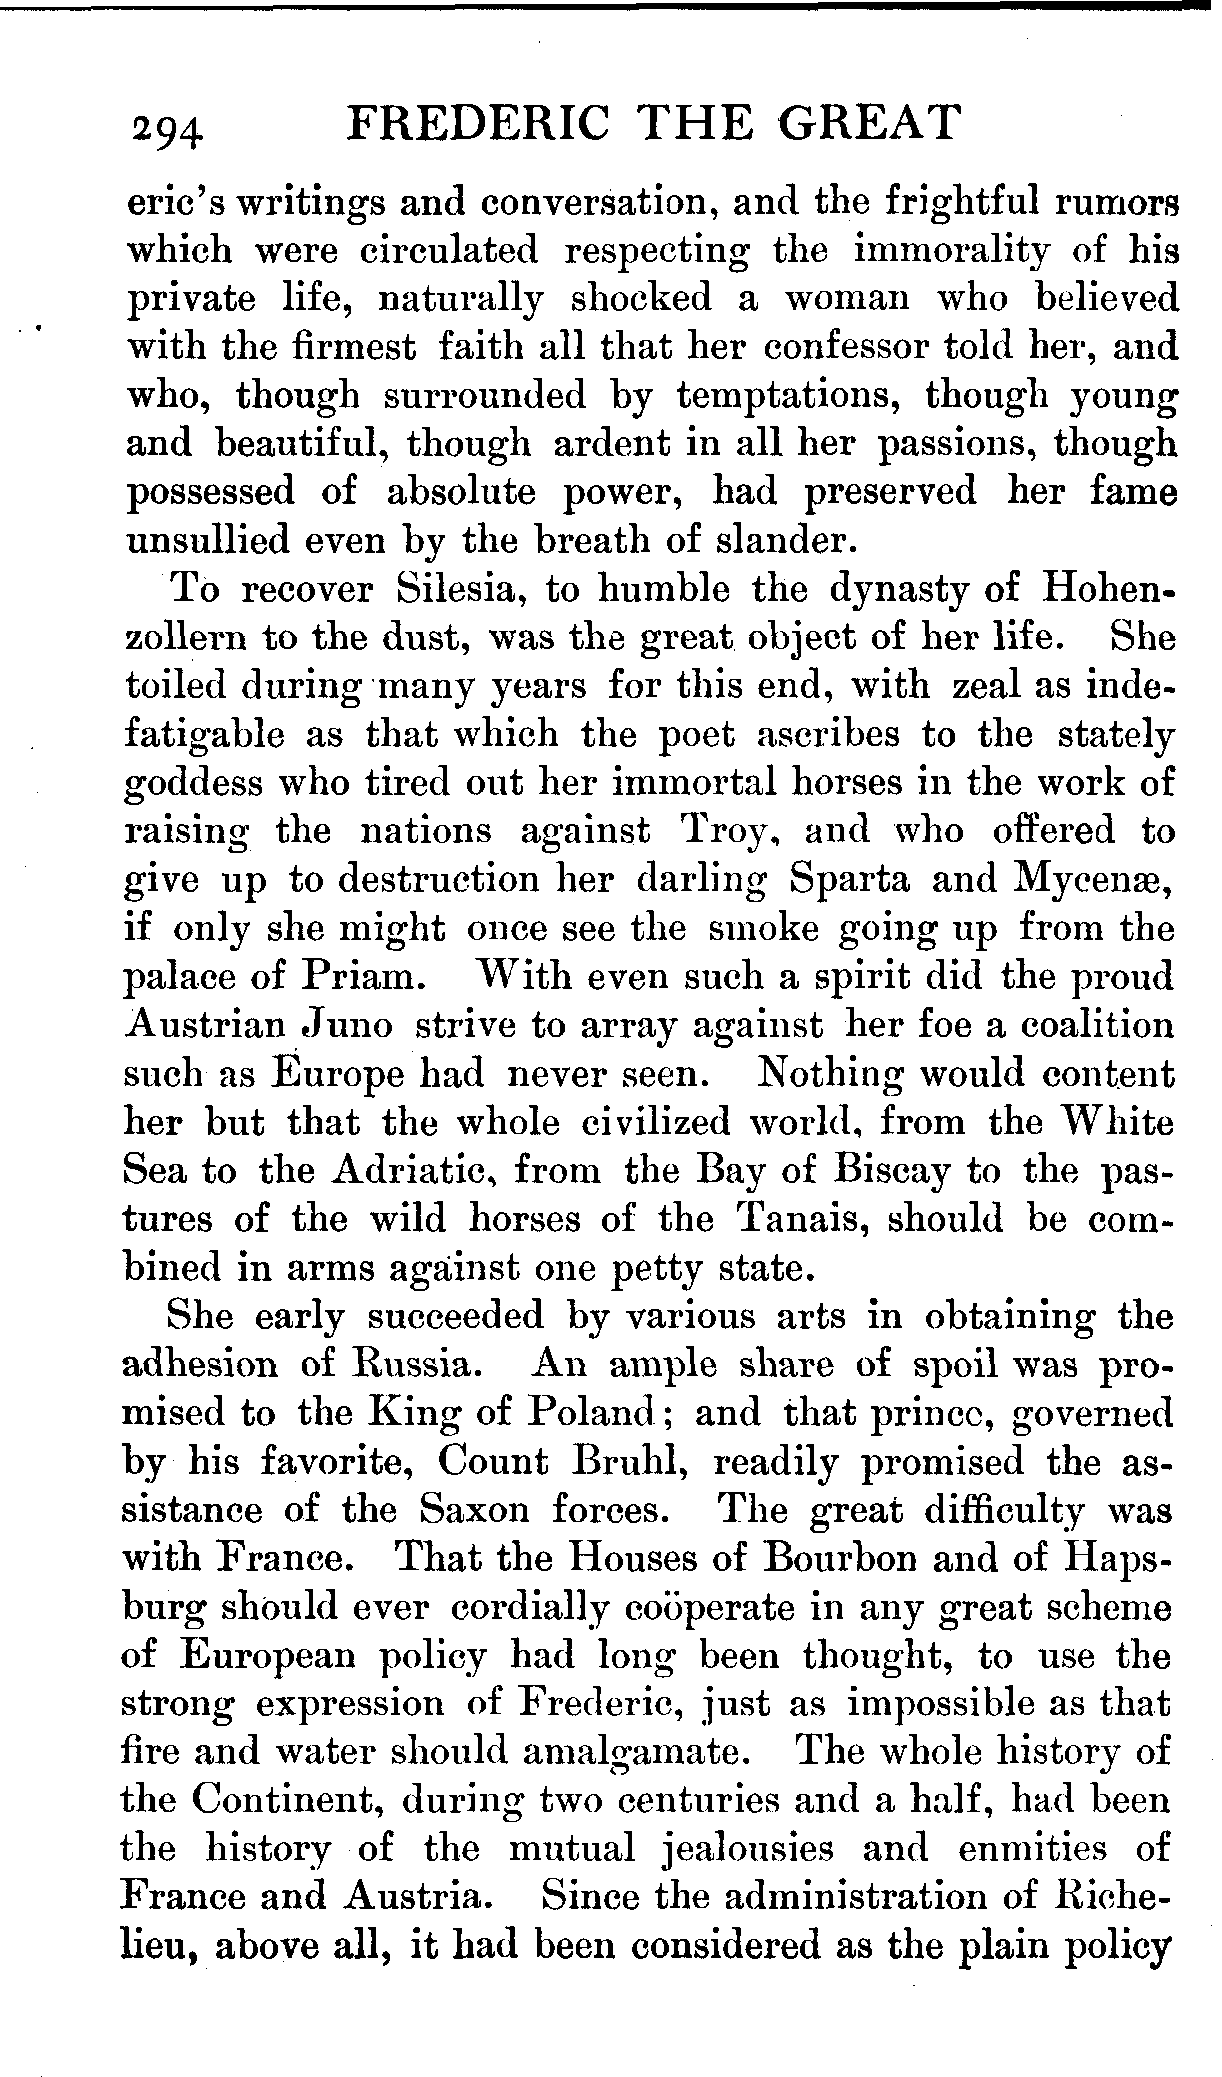 294 FREDERIC THE GREAT
eric's writings and conversation, and the frightful rumors
which were circulated respecting the immorality of his
private life, naturally shocked a woman who believed
with the firmest faith all that her confessor told her, and
who, though surrounded by temptations, though young
and beautiful, though ardent in all her passions, though
possessed of absolute power, had preserved her fame
unsullied even by the breath of slander.
To recover Silesia, to humble the dynasty of Hohen-
zollern to the dust, was the great object of her life. She
toiled during many years for this end, with zeal as inde-
fatigable as that which the poet ascribes to the stately
goddess who tired out her immortal horses in the work of
raising the nations against Troy, and who offered to
give up to destruction her darling Sparta and Mycenæ,
if only she might once see the smoke going up from the
palace of Priam. With even such a spirit did the proud
Austrian Juno strive to array against her foe a coalition
such as Europe had never seen. Nothing would content
her but that the whole civilized world, from the White
Sea to the Adriatic, from the Bay of Biscay to the pas-
tures of the wild horses of the Tanais, should be com-
bined in arms against one petty state.
She early succeeded by various arts in obtaining the
adhesion of Russia. An ample share of spoil was pro-
mised to the King of Poland; and that prince, governed
by his favorite, Count Bruhl, readily promised the as-
sistance of the Saxon forces. The great difficulty was
with France. That the Houses of Bourbon and of Haps-
burg should ever cordially coöperate in any great scheme
of European policy had long been thought, to use the
strong expression of Frederic, just as impossible as that
fire and water should amalgamate. The whole history of
the Continent, during two centuries and a half, had been
the history of the mutual jealousies and enmities of
France and Austria. Since the administration of Riche-
lieu, above all, it had been considered as the plain policy